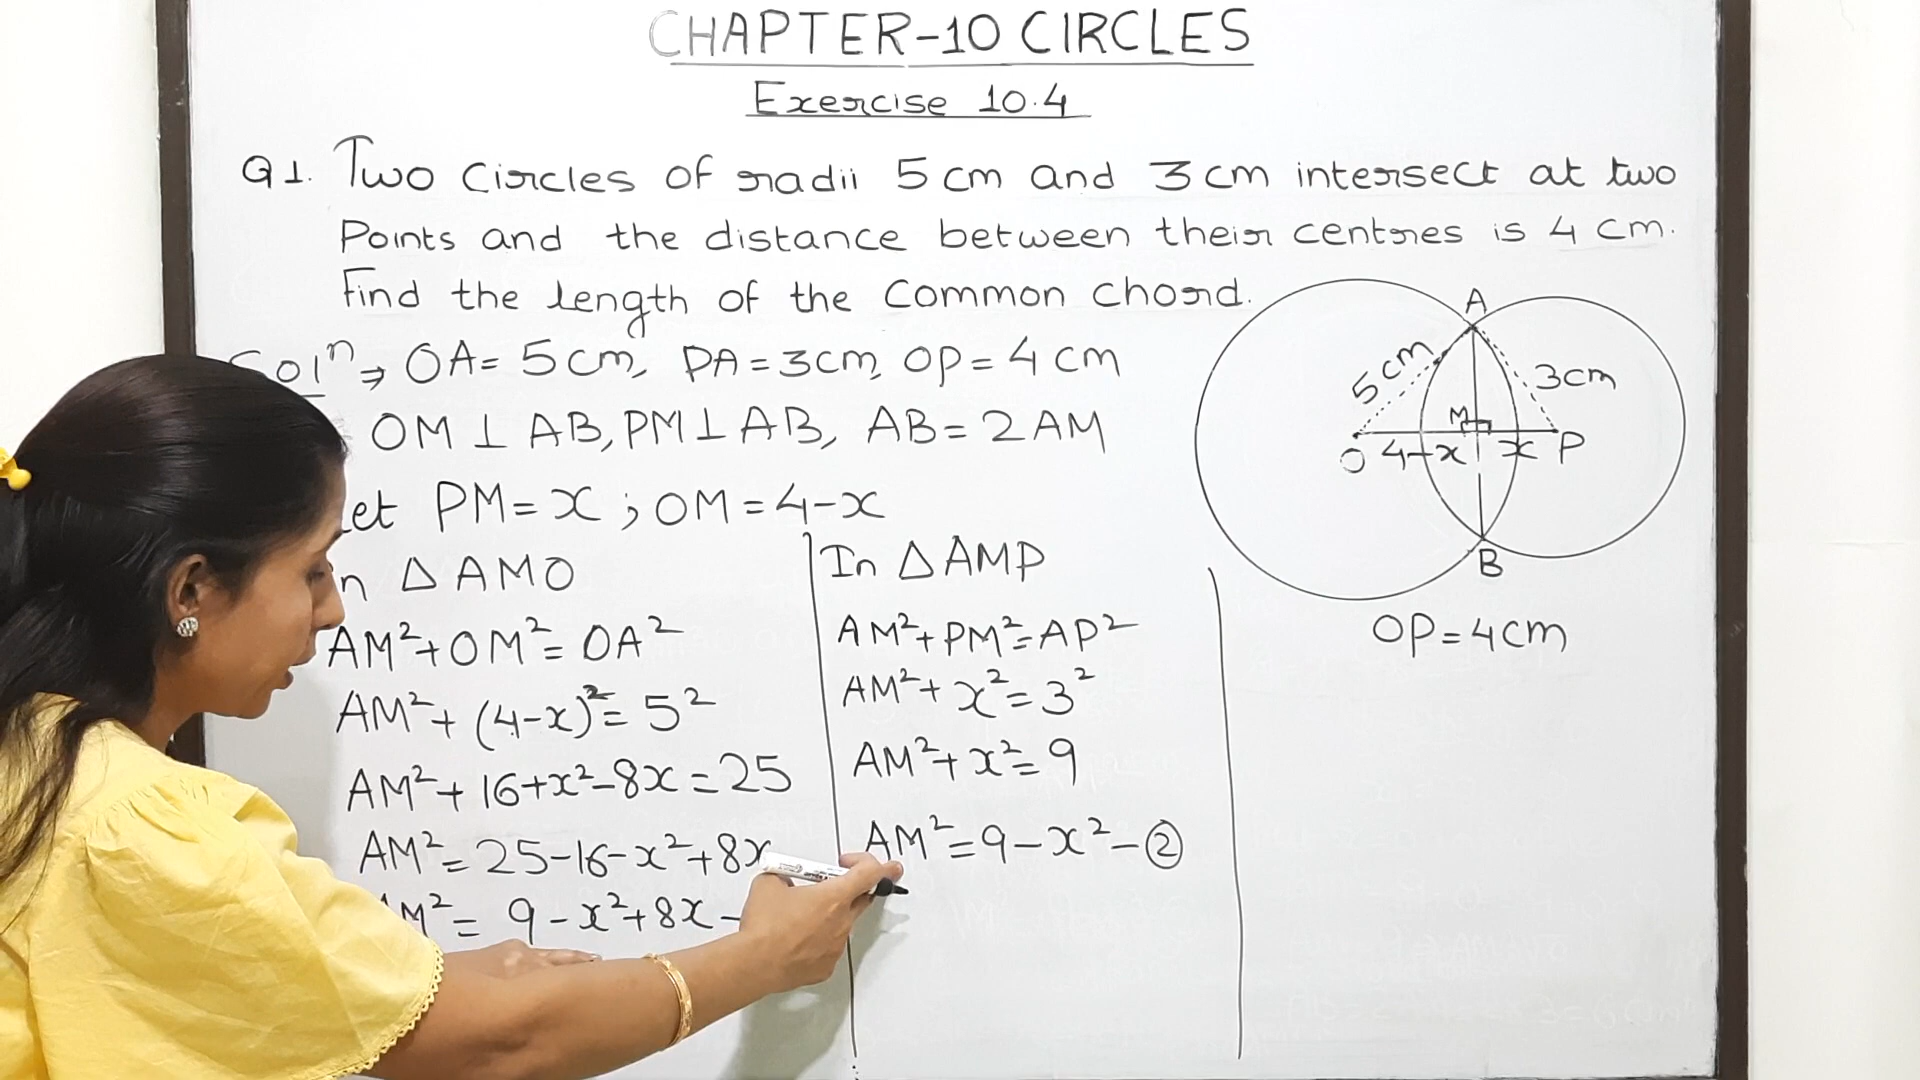 CHAPTER-10 CIRCLES
Exercise 10.4
Q1. Two Circles of radii 5 cm and 3 cm intersect at two
Points and the distance between their centres is 4 cm.
Find the length of the Common chord.
Solⁿ ⇒ OA = 5cm, PA = 3cm, OP = 4 cm
OM ⊥ AB, PM ⊥ AB, AB = 2AM
Let PM = x ; OM = 4-x
In △ AMO
AM² + OM² = OA²
AM² + (4-x)² = 5²
AM² + 16 + x² - 8x = 25
AM² = 25 - 16 - x² + 8x
AM² = 9 - x² + 8x -
In △ AMP
AM² + PM² = AP²
AM² + x² = 3²
AM² + x² = 9
AM² = 9 - x² - ②
A
5 cm
3cm
M
O 4-x x P
B
OP = 4cm